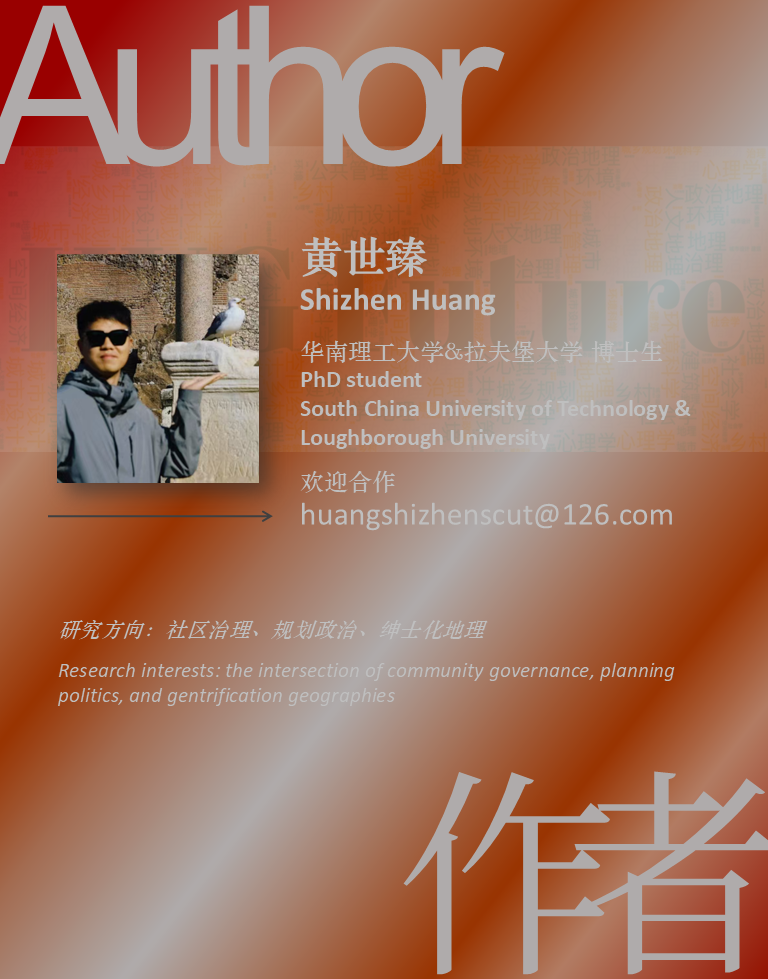 Author
黄世臻
Shizhen Huang
华南理工大学&拉夫堡大学 博士生
PhD student
South China University of Technology &
Loughborough University
欢迎合作
huangshizhenscut@126.com
研究方向：社区治理、规划政治、绅士化地理
Research interests: the intersection of community governance, planning
politics, and gentrification geographies
作者